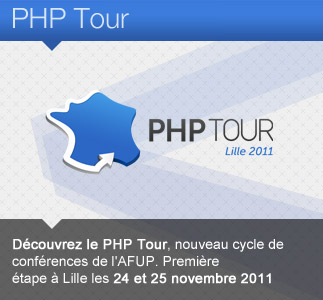 PHP Tour
PHP TOUR
Lille 2011
Découvrez le PHP Tour, nouveau cycle de
conférences de l'AFUP. Première
étape à Lille les 24 et 25 novembre 2011